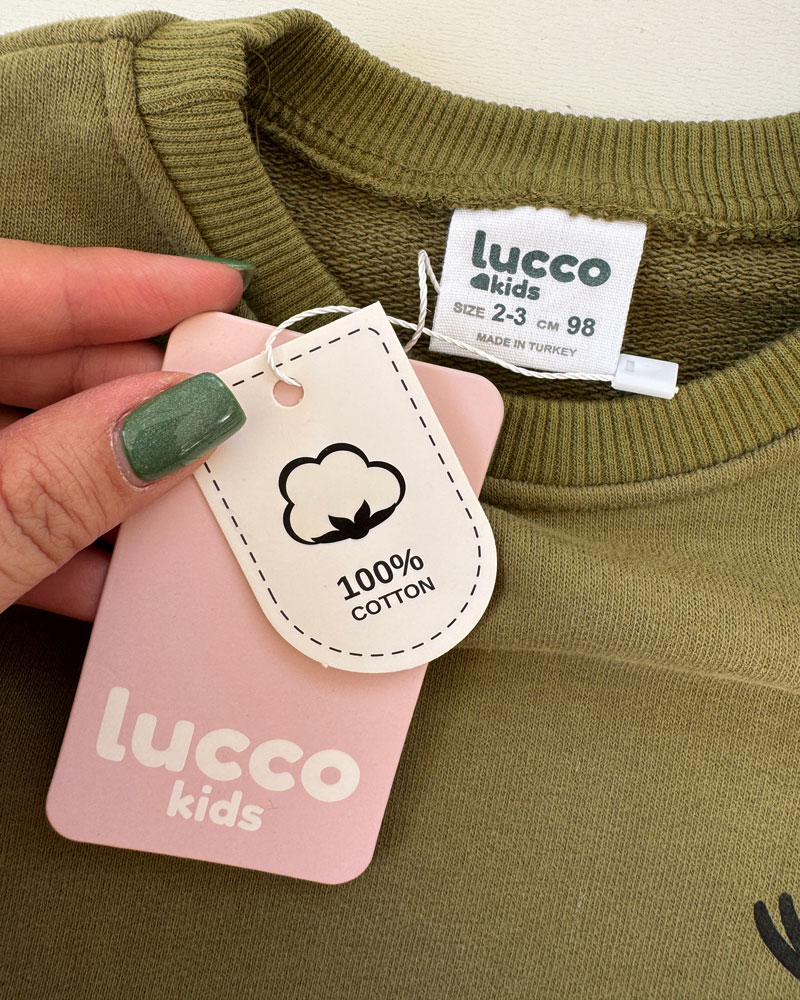 lucco
kids
SIZE 2-3 CM 98
MADE IN TURKEY
100%
COTTON
lucco
kids